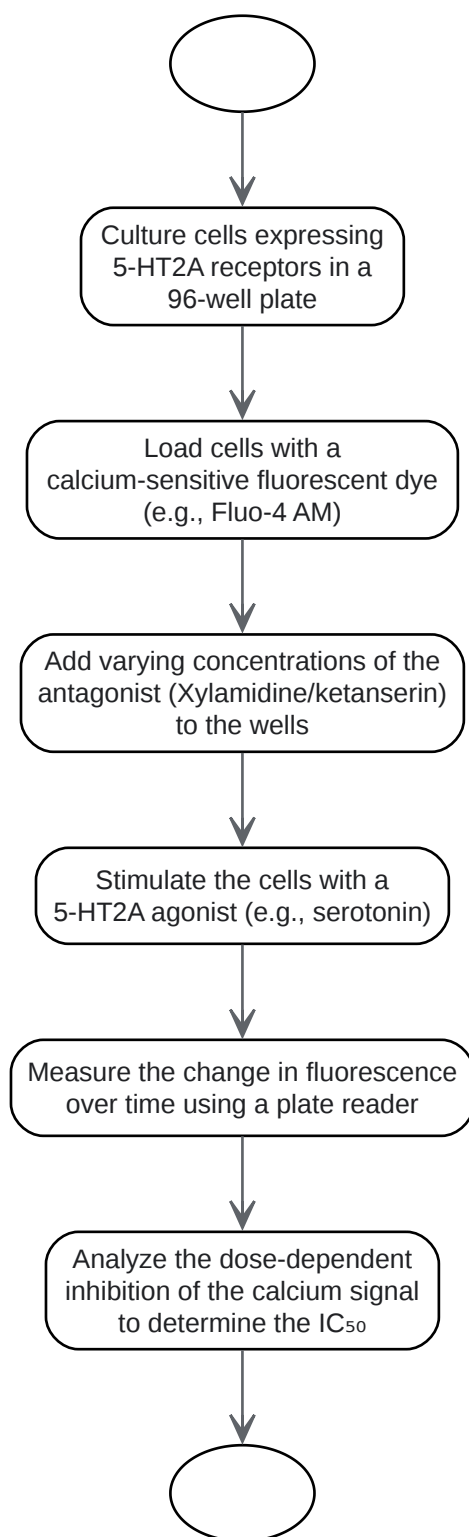 Culture cells expressing
5-HT2A receptors in a
96-well plate
Load cells with a
calcium-sensitive fluorescent dye
(e.g., Fluo-4 AM)
Add varying concentrations of the
antagonist (Xylamidine/ketanserin)
to the wells
Stimulate the cells with a
5-HT2A agonist (e.g., serotonin)
Measure the change in fluorescence
over time using a plate reader
Analyze the dose-dependent
inhibition of the calcium signal
to determine the IC₅₀